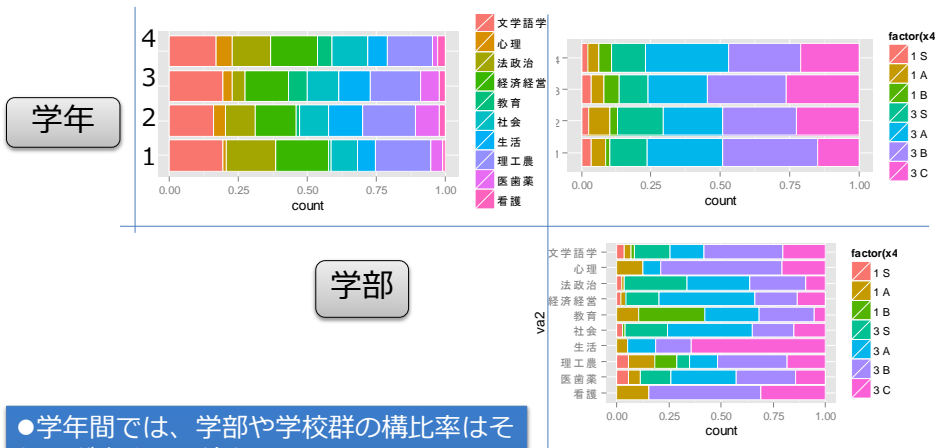 4
3
2
1
0.00 0.25 0.50 0.75 1.00
count
文学語学
心理
法政治
経済経営
教育
社会
生活
理工農
医歯薬
看護
学年
4
3
2
1
0.00 0.25 0.50 0.75 1.00
count
factor(x4
1 S
1 A
1 B
3 S
3 A
3 B
3 C
学部
va2
文学語学
心理
法政治
経済経営
教育
社会
生活
理工農
医歯薬
看護
0.00 0.25 0.50 0.75 1.00
count
factor(x4
1 S
1 A
1 B
3 S
3 A
3 B
3 C
●学年間では、学部や学校群の構比率はそ